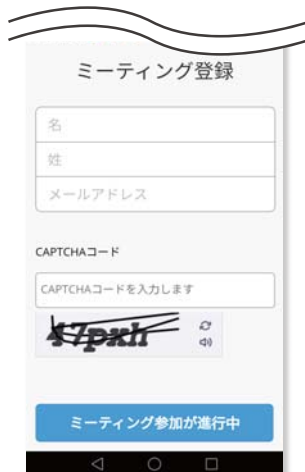 ミーティング登録
名
姓
メールアドレス
CAPTCHAコード
CAPTCHAコードを入力します
ミーティング参加が進行中